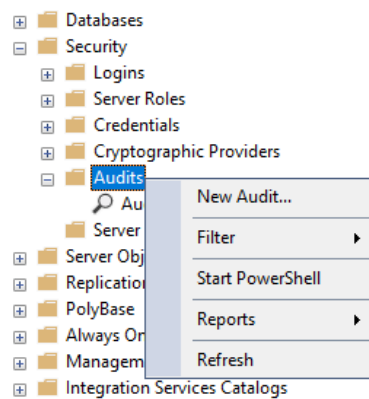 Databases
Security
Logins
Server Roles
Credentials
Cryptographic Providers
Audits
Au
New Audit...
Server
Filter
Server Obj
Start PowerShell
Replication
PolyBase
Reports
Always On
Managem
Refresh
Integration Services Catalogs